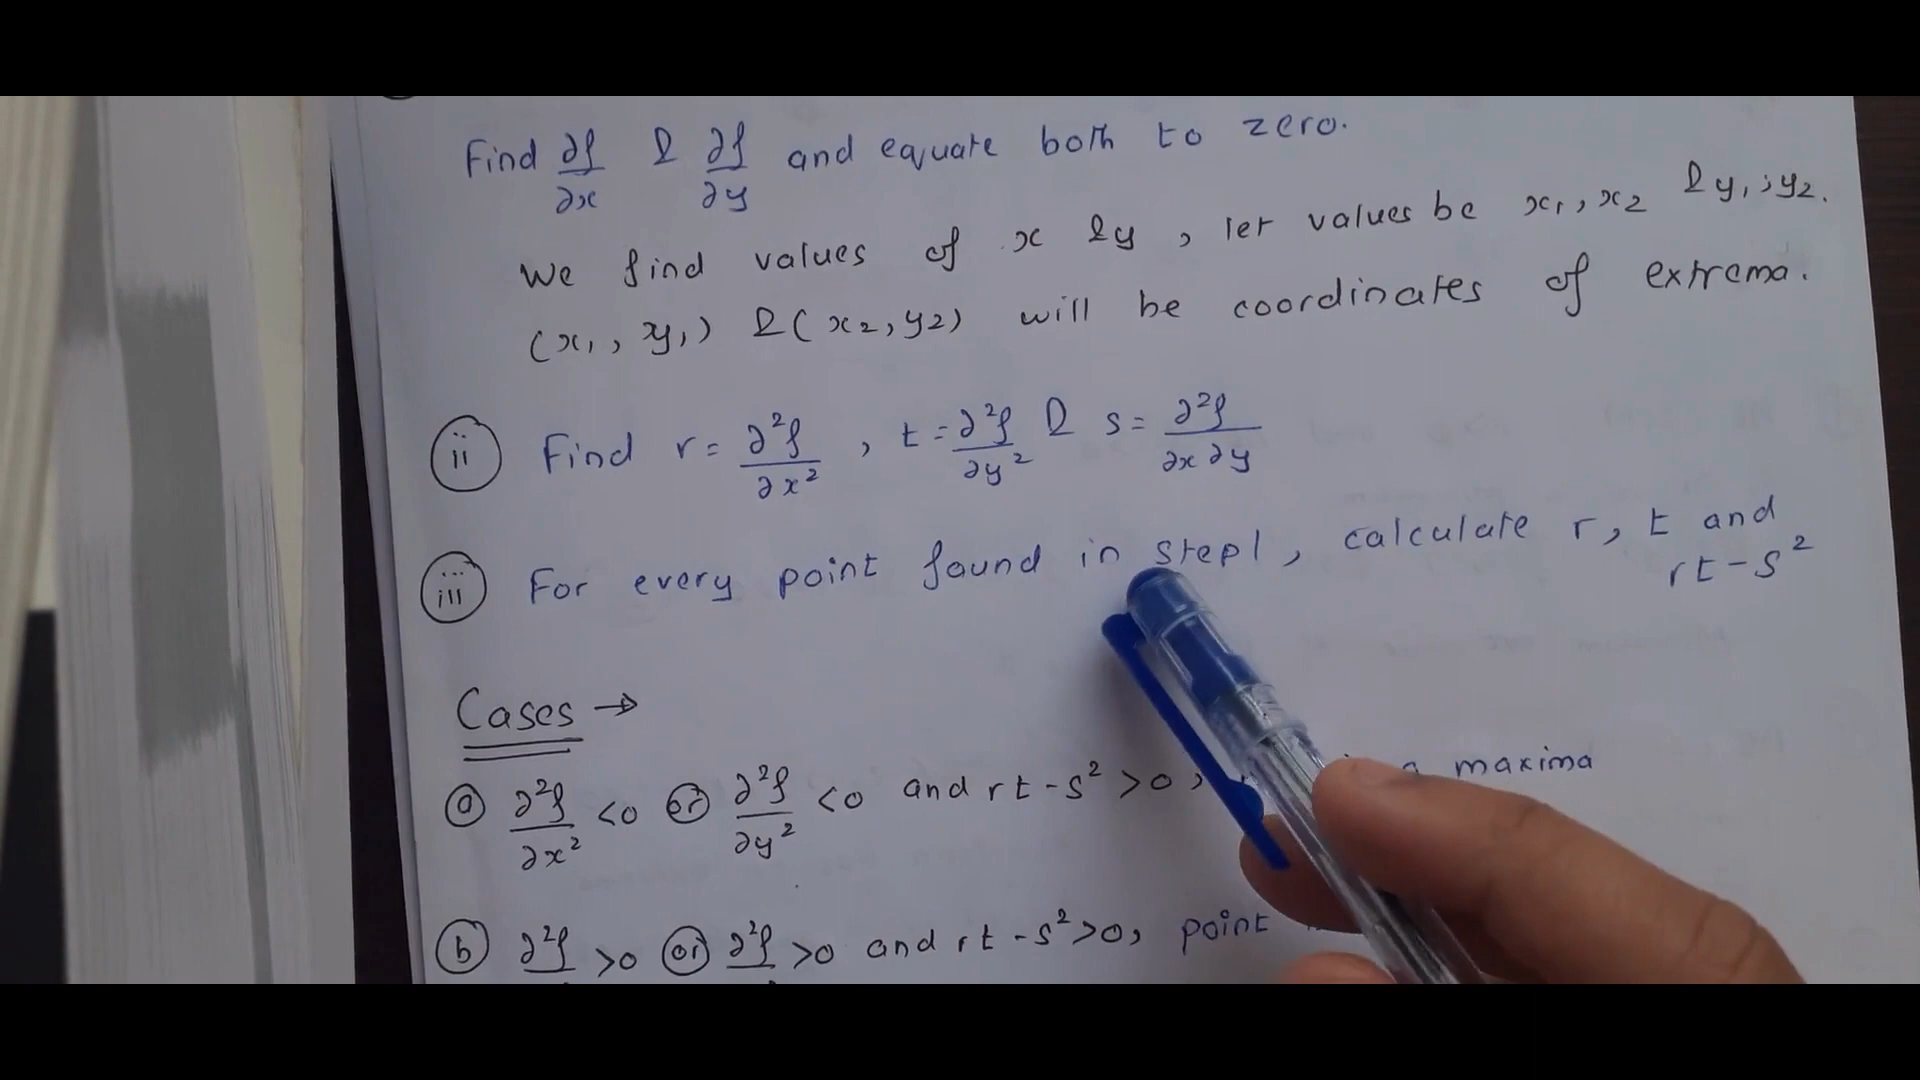 Find ∂f/∂x & ∂f/∂y and equate both to zero.
We find values of x & y , let values be x₁, x₂ & y₁, y₂.
(x₁, y₁) & (x₂, y₂) will be coordinates of extrema.
ii Find r = ∂²f/∂x² , t = ∂²f/∂y² & s = ∂²f/∂x∂y
iii For every point found in step 1, calculate r, t and
rt - s²
Cases →
a ∂²f/∂x² <0 or ∂²f/∂y² <0 and rt - s² >0, maxima
b ∂²f >0 or ∂²f >0 and rt - s² >0, point